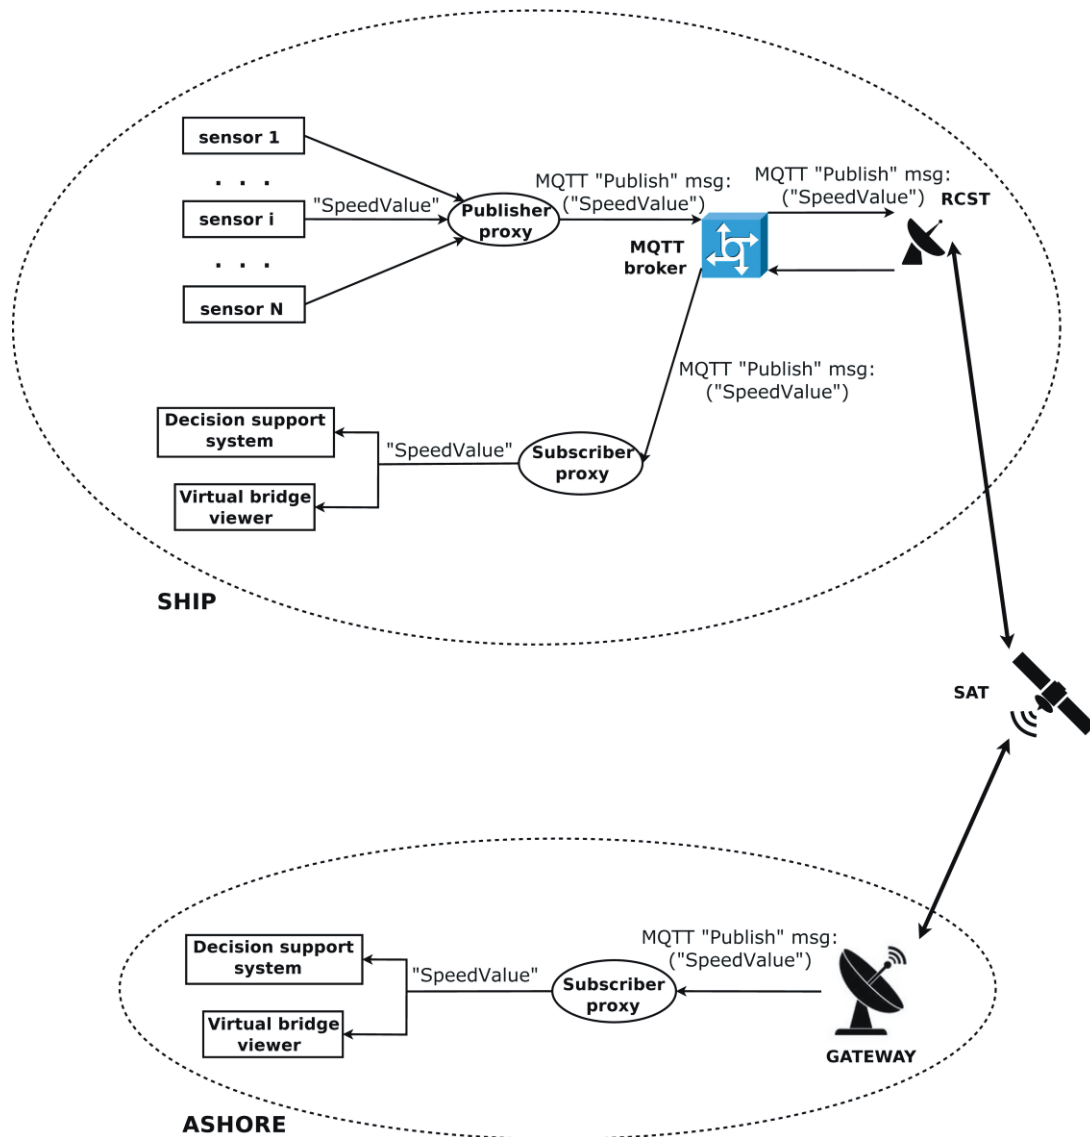 sensor 1
. . .
"SpeedValue"
sensor i
. . .
sensor N
Publisher
proxy
MQTT "Publish" msg:
("SpeedValue")
MQTT
broker
MQTT "Publish" msg:
("SpeedValue")
RCST
MQTT "Publish" msg:
("SpeedValue")
Decision support
system
"SpeedValue"
Subscriber
proxy
Virtual bridge
viewer
SHIP
SAT
Decision support
system
"SpeedValue"
Subscriber
proxy
MQTT "Publish" msg:
("SpeedValue")
Virtual bridge
viewer
GATEWAY
ASHORE